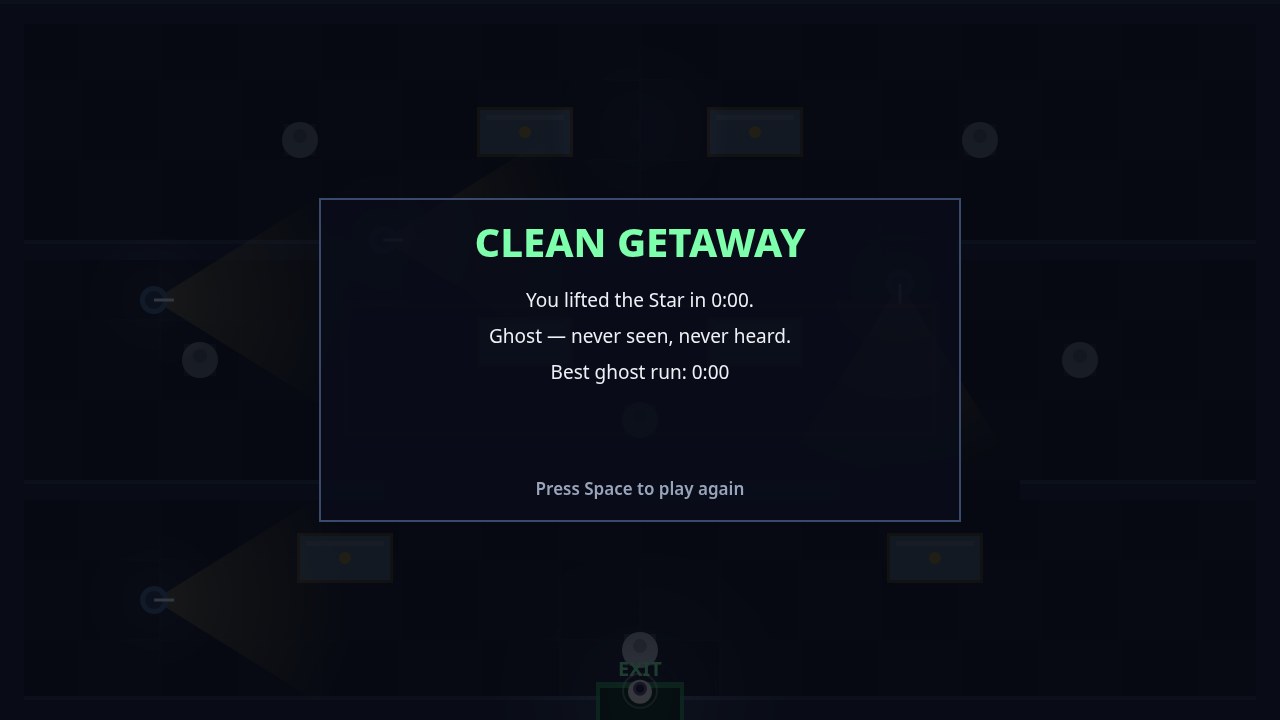 CLEAN GETAWAY
You lifted the Star in 0:00.
Ghost — never seen, never heard.
Best ghost run: 0:00
Press Space to play again
EXIT